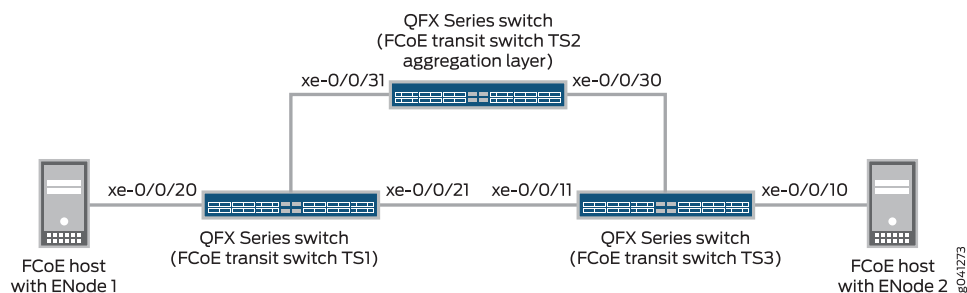 QFX Series switch
(FCoE transit switch TS2
aggregation layer)
xe-0/0/31
xe-0/0/30
xe-0/0/20
xe-0/0/21
xe-0/0/11
xe-0/0/10
QFX Series switch
(FCoE transit switch TS1)
QFX Series switch
(FCoE transit switch TS3)
FCoE host
with ENode 1
FCoE host
with ENode 2
g041273